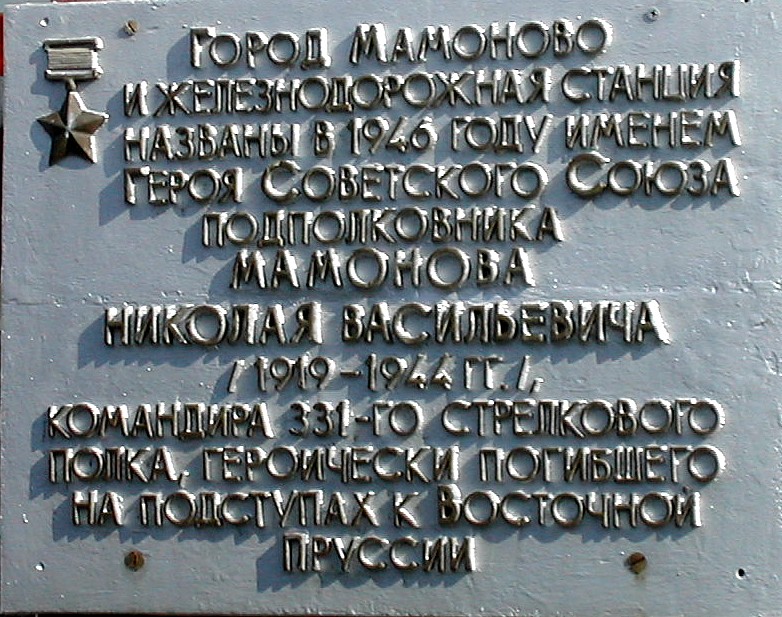 Город Мамоново
и железнодорожная станция
названы в 1946 году именем
Героя Советского Союза
подполковника
Мамонова
Николая Васильевича
/1919-1944 гг./,
командира 331-го стрелкового
полка, героически погибшего
на подступах к Восточной
Пруссии